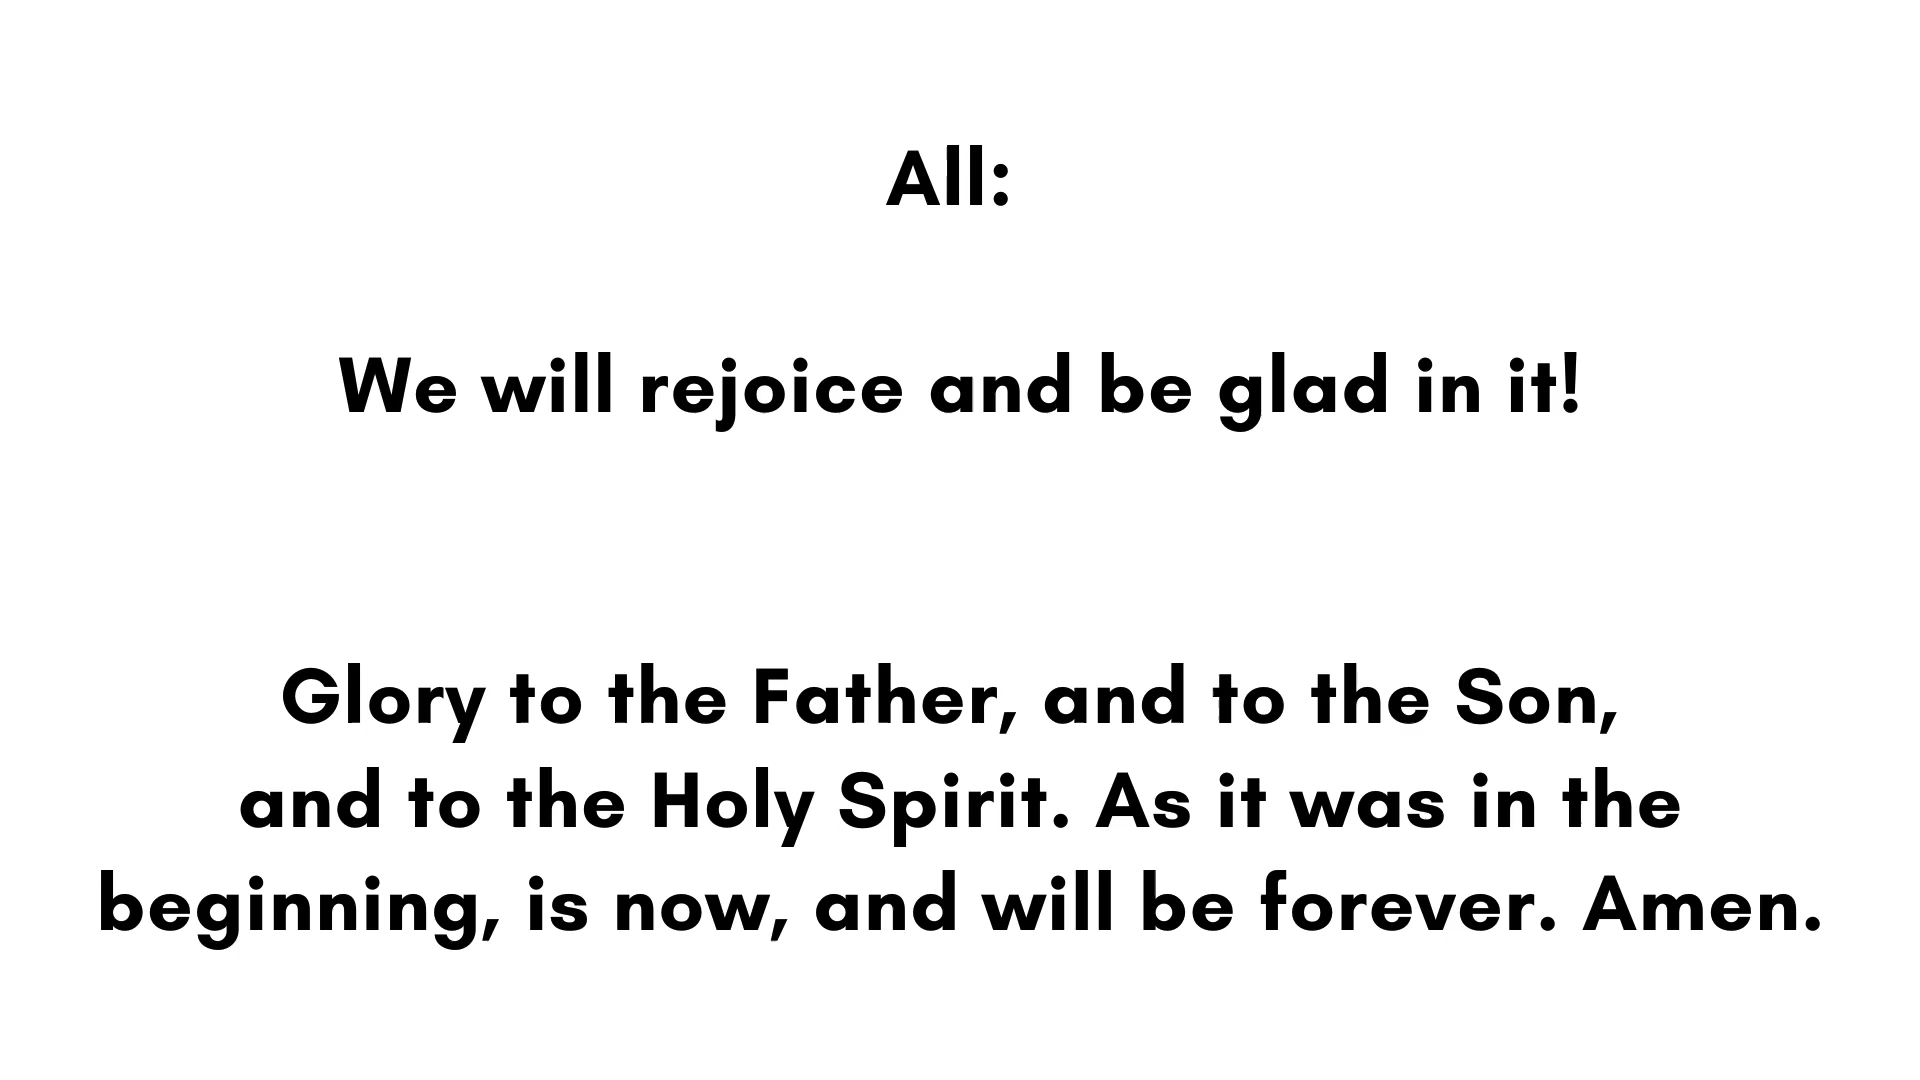 All:
We will rejoice and be glad in it!
Glory to the Father, and to the Son,
and to the Holy Spirit. As it was in the
beginning, is now, and will be forever. Amen.